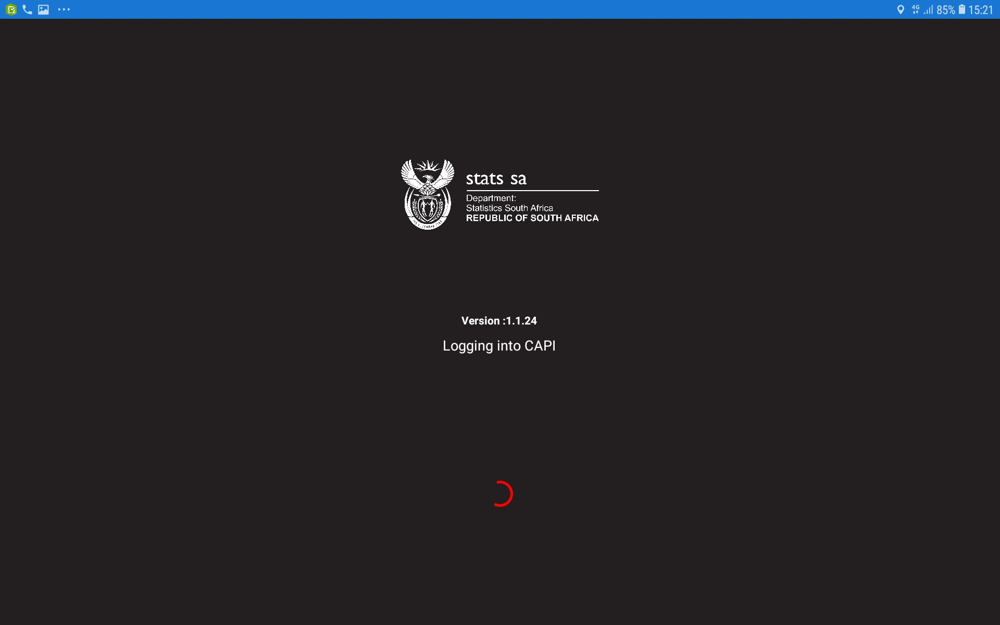 4G 85% 15:21
stats sa
Department:
Statistics South Africa
REPUBLIC OF SOUTH AFRICA
Version :1.1.24
Logging into CAPI